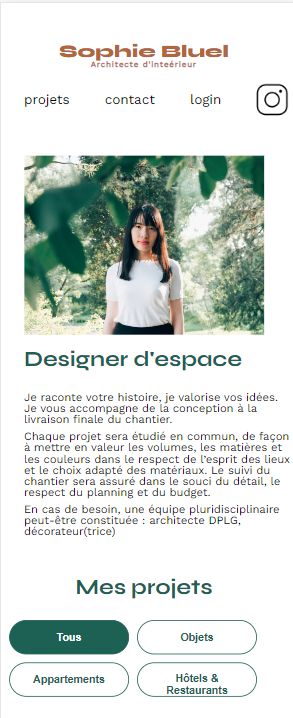 Sophie Bluel
Architecte d'inteérieur
projets contact login
Designer d'espace
Je raconte votre histoire, je valorise vos idées.
Je vous accompagne de la conception à la
livraison finale du chantier.
Chaque projet sera étudié en commun, de façon
à mettre en valeur les volumes, les matières et
les couleurs dans le respect de l'esprit des lieux
et le choix adapté des matériaux. Le suivi du
chantier sera assuré dans le souci du détail, le
respect du planning et du budget.
En cas de besoin, une équipe pluridisciplinaire
peut-être constituée : architecte DPLG,
décorateur(trice)
Mes projets
Tous Objets
Appartements Hôtels &
Restaurants